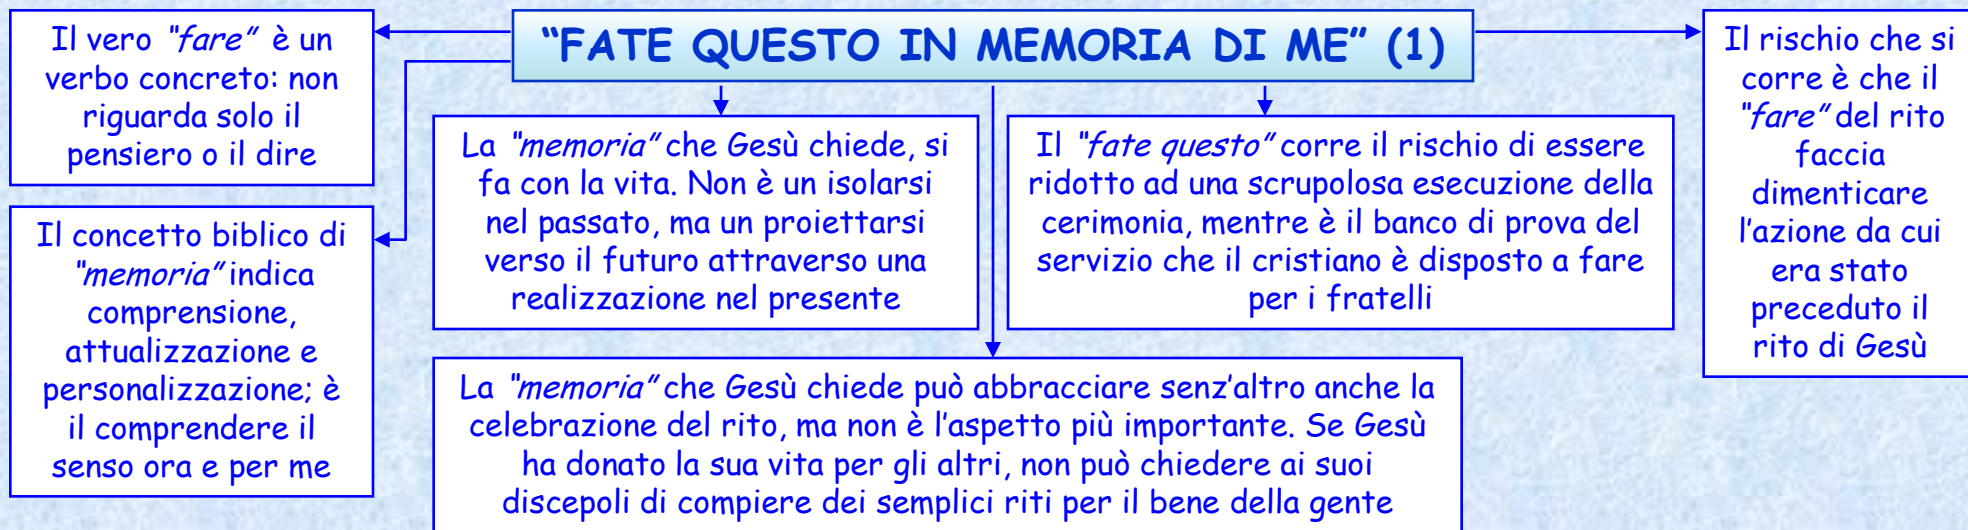 “FATE QUESTO IN MEMORIA DI ME” (1)
Il vero “fare” è un
verbo concreto: non
riguarda solo il
pensiero o il dire
Il concetto biblico di
“memoria” indica
comprensione,
attualizzazione e
personalizzazione; è
il comprendere il
senso ora e per me
La “memoria” che Gesù chiede, si
fa con la vita. Non è un isolarsi
nel passato, ma un proiettarsi
verso il futuro attraverso una
realizzazione nel presente
Il “fate questo” corre il rischio di essere
ridotto ad una scrupolosa esecuzione della
cerimonia, mentre è il banco di prova del
servizio che il cristiano è disposto a fare
per i fratelli
Il rischio che si
corre è che il
“fare” del rito
faccia
dimenticare
l’azione da cui
era stato
preceduto il
rito di Gesù
La “memoria” che Gesù chiede può abbracciare senz’altro anche la
celebrazione del rito, ma non è l’aspetto più importante. Se Gesù
ha donato la sua vita per gli altri, non può chiedere ai suoi
discepoli di compiere dei semplici riti per il bene della gente